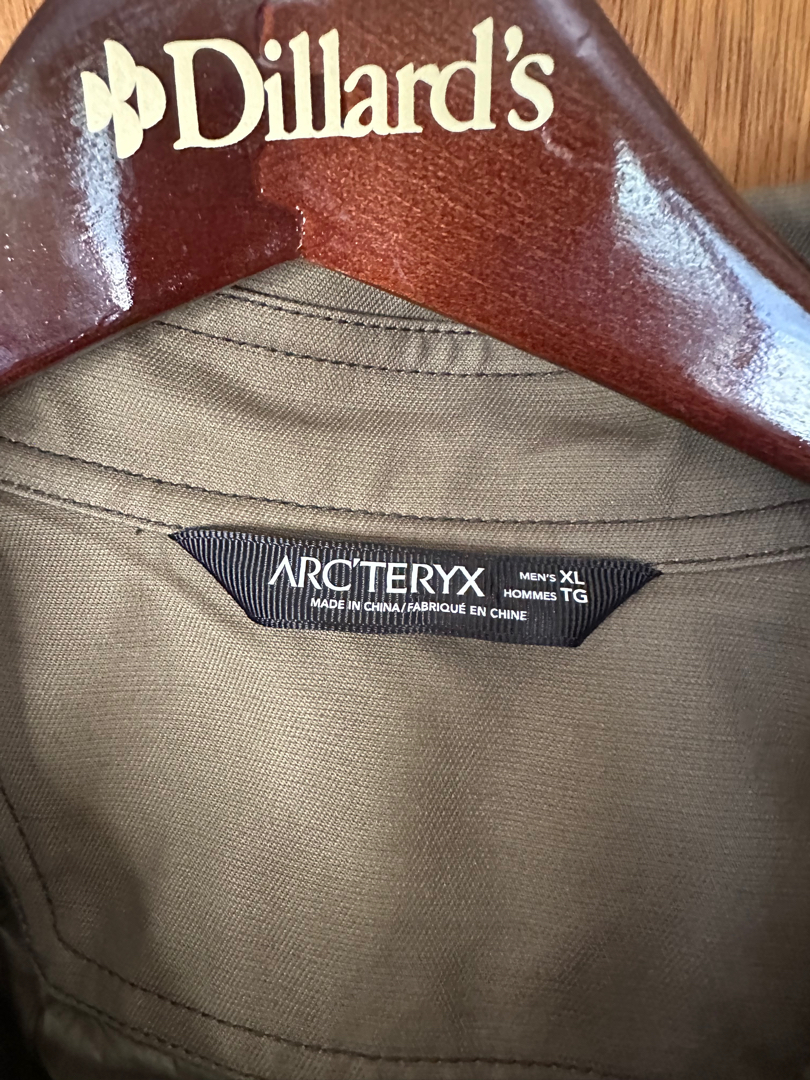 Dillard's
ARC'TERYX
MEN'S XL
HOMMES TG
MADE IN CHINA/FABRIQUÉ EN CHINE